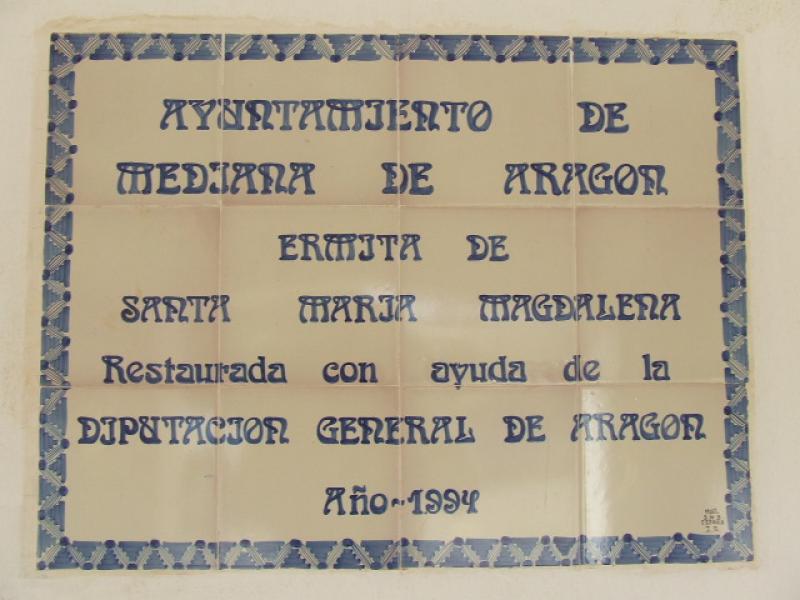 AYUNTAMIENTO DE
MEDIANA DE ARAGON
ERMITA DE
SANTA MARIA MAGDALENA
Restaurada con ayuda de la
DIPUTACION GENERAL DE ARAGON
Año~1994